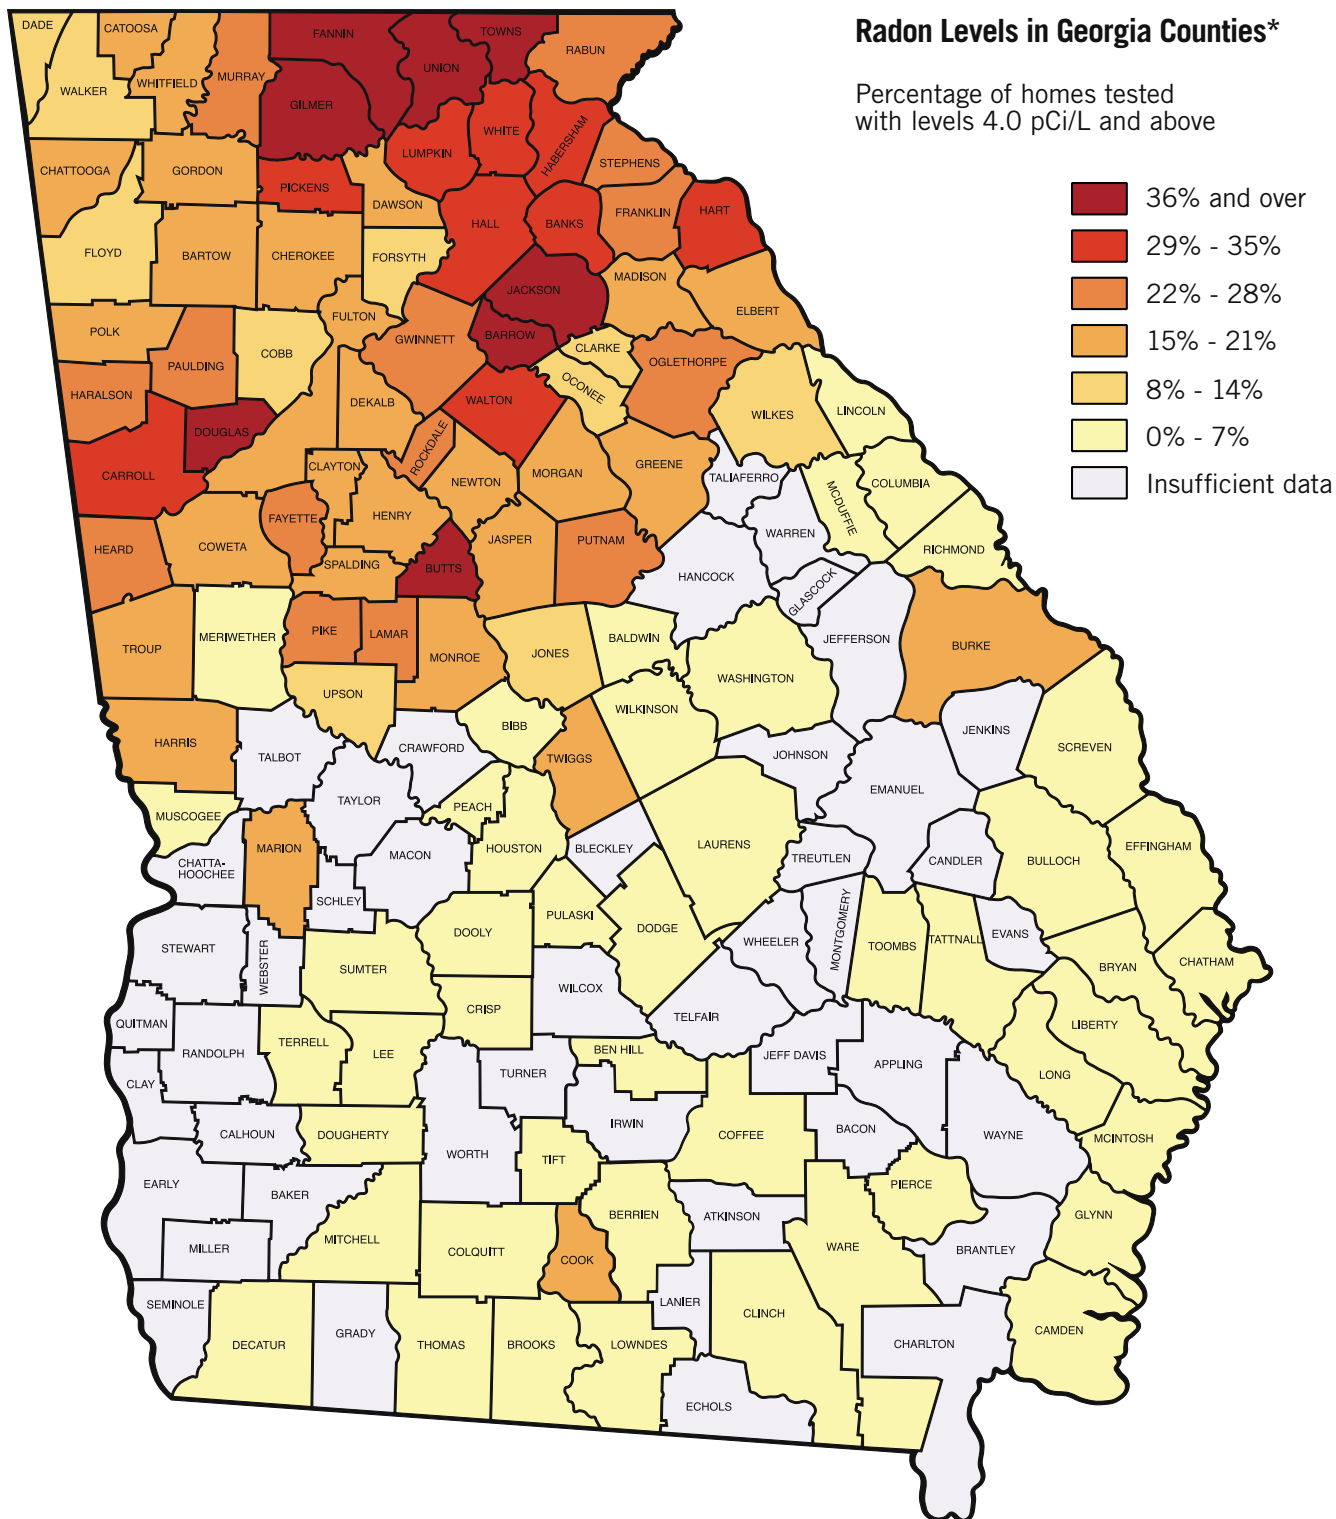 Radon Levels in Georgia Counties*
Percentage of homes tested
with levels 4.0 pCi/L and above
36% and over
29% - 35%
22% - 28%
15% - 21%
8% - 14%
0% - 7%
Insufficient data
DADE
CATOOSA
FANNIN
TOWNS
RABUN
UNION
WALKER
WHITFIELD
MURRAY
GILMER
WHITE
HABERSHAM
LUMPKIN
STEPHENS
CHATTOOGA
GORDON
PICKENS
DAWSON
HALL
BANKS
FRANKLIN
HART
FLOYD
BARTOW
CHEROKEE
FORSYTH
JACKSON
MADISON
ELBERT
POLK
FULTON
GWINNETT
BARROW
CLARKE
COBB
PAULDING
OCONEE
OGLETHORPE
HARALSON
DEKALB
WALTON
WILKES
LINCOLN
DOUGLAS
ROCKDALE
CARROLL
CLAYTON
NEWTON
MORGAN
GREENE
TALIAFERRO
MCDUFFIE
COLUMBIA
FAYETTE
HENRY
WARREN
HEARD
COWETA
JASPER
PUTNAM
RICHMOND
SPALDING
BUTTS
HANCOCK
GLASCOCK
TROUP
MERIWETHER
PIKE
LAMAR
MONROE
JONES
BALDWIN
JEFFERSON
BURKE
WASHINGTON
UPSON
WILKINSON
BIBB
HARRIS
TALBOT
CRAWFORD
TWIGGS
JOHNSON
JENKINS
SCREVEN
EMANUEL
MUSCOGEE
TAYLOR
PEACH
MARION
MACON
HOUSTON
BLECKLEY
LAURENS
TREUTLEN
CANDLER
BULLOCH
EFFINGHAM
CHATTA-
HOOCHEE
SCHLEY
DOOLY
PULASKI
DODGE
MONTGOMERY
STEWART
WEBSTER
SUMTER
WHEELER
TOOMBS
TATTNALL
EVANS
BRYAN
CHATHAM
QUITMAN
CRISP
WILCOX
TELFAIR
LIBERTY
RANDOLPH
TERRELL
LEE
BEN HILL
JEFF DAVIS
APPLING
LONG
CLAY
TURNER
IRWIN
CALHOUN
DOUGHERTY
WORTH
COFFEE
BACON
WAYNE
MCINTOSH
TIFT
EARLY
BAKER
PIERCE
BERRIEN
ATKINSON
GLYNN
MILLER
MITCHELL
COLQUITT
COOK
WARE
BRANTLEY
SEMINOLE
LANIER
CLINCH
DECATUR
GRADY
THOMAS
BROOKS
LOWNDES
CHARLTON
CAMDEN
ECHOLS